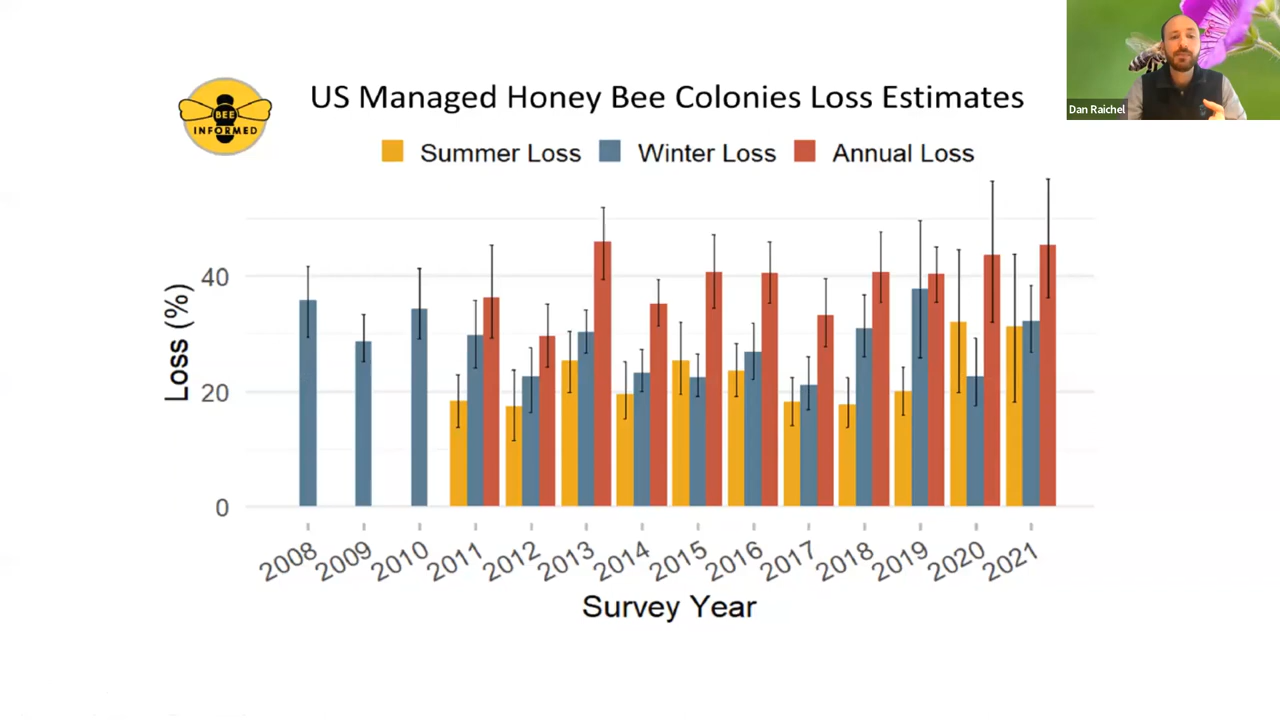 US Managed Honey Bee Colonies Loss Estimates
BEE
INFORMED
Dan Raichel
Summer Loss Winter Loss Annual Loss
Loss (%)
40
20
0
2008 2009 2010 2011 2012 2013 2014 2015 2016 2017 2018 2019 2020 2021
Survey Year